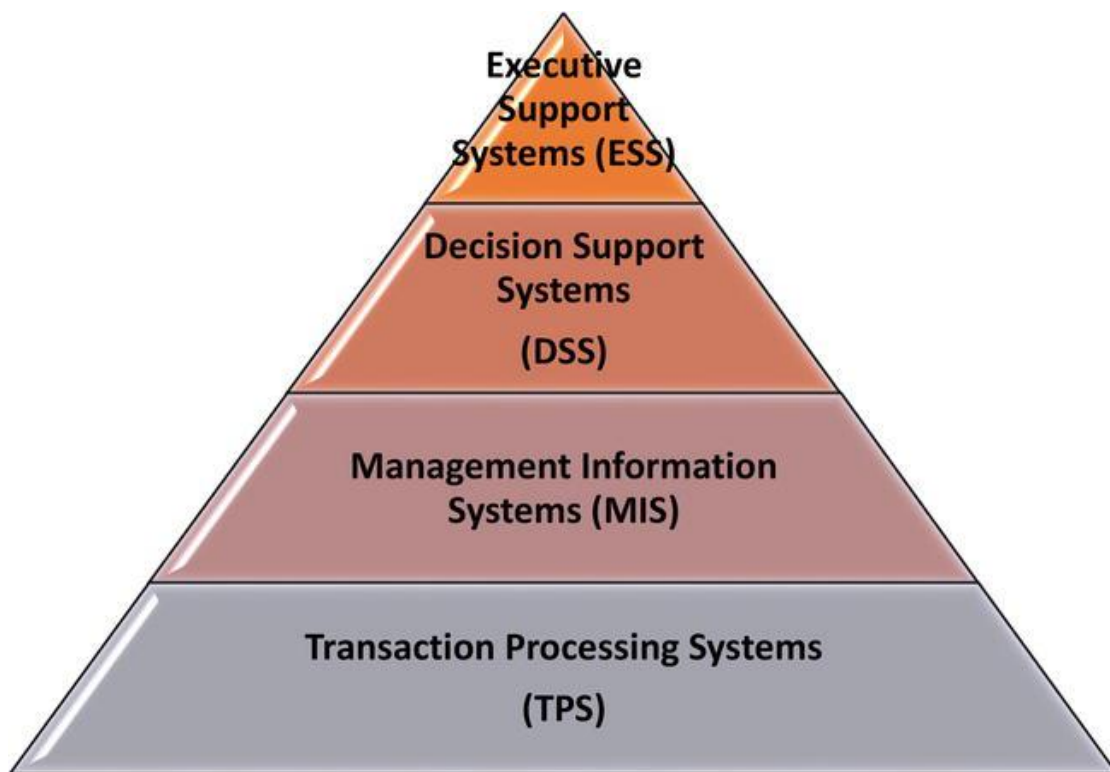 Executive
Support
Systems (ESS)
Decision Support
Systems
(DSS)
Management Information
Systems (MIS)
Transaction Processing Systems
(TPS)